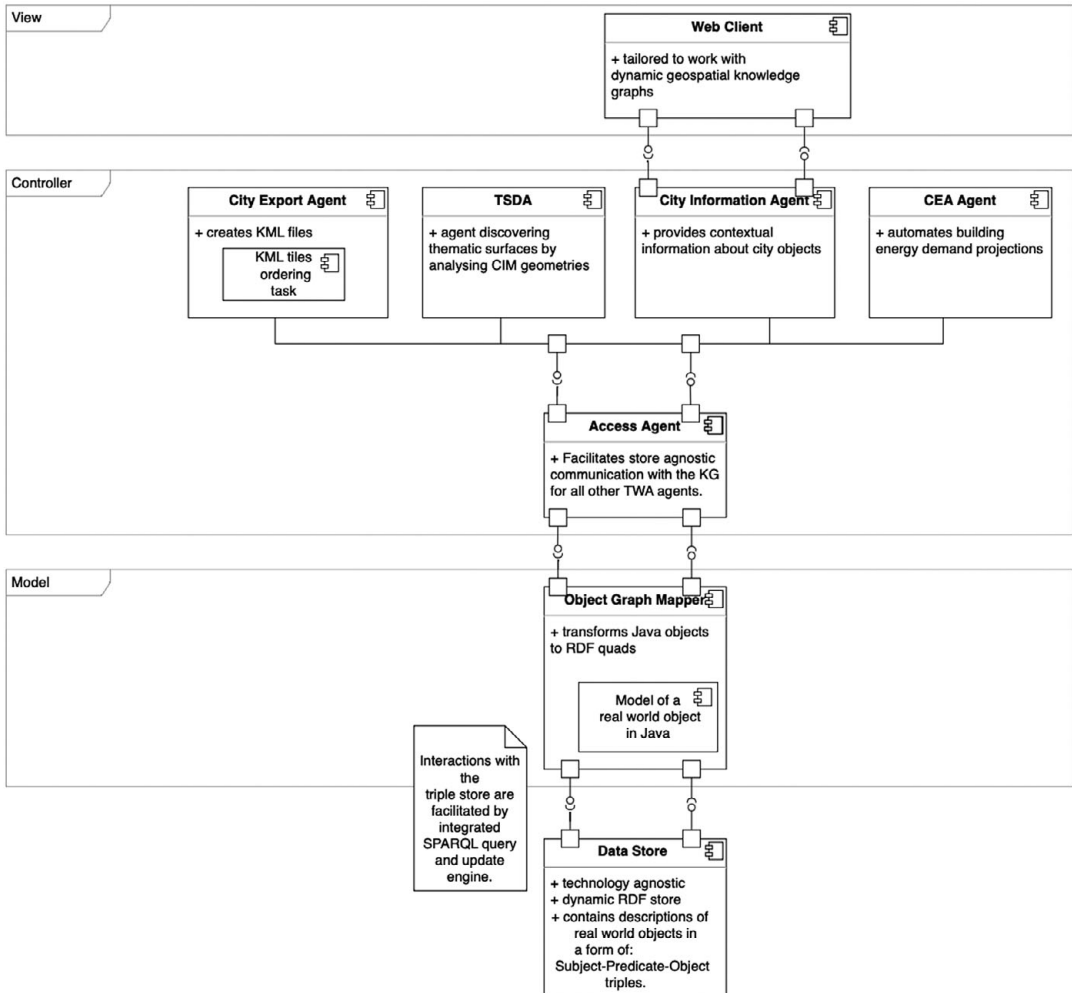 View
Web Client
+ tailored to work with
dynamic geospatial knowledge
graphs
Controller
City Export Agent
+ creates KML files
KML tiles
ordering
task
TSDA
+ agent discovering
thematic surfaces by
analysing CIM geometries
City Information Agent
+ provides contextual
information about city objects
CEA Agent
+ automates building
energy demand projections
Access Agent
+ Facilitates store agnostic
communication with the KG
for all other TWA agents.
Model
Object Graph Mapper
+ transforms Java objects
to RDF quads
Model of a
real world object
in Java
Interactions with
the
triple store are
facilitated by
integrated
SPARQL query
and update
engine.
Data Store
+ technology agnostic
+ dynamic RDF store
+ contains descriptions of
real world objects in
a form of:
Subject-Predicate-Object
triples.